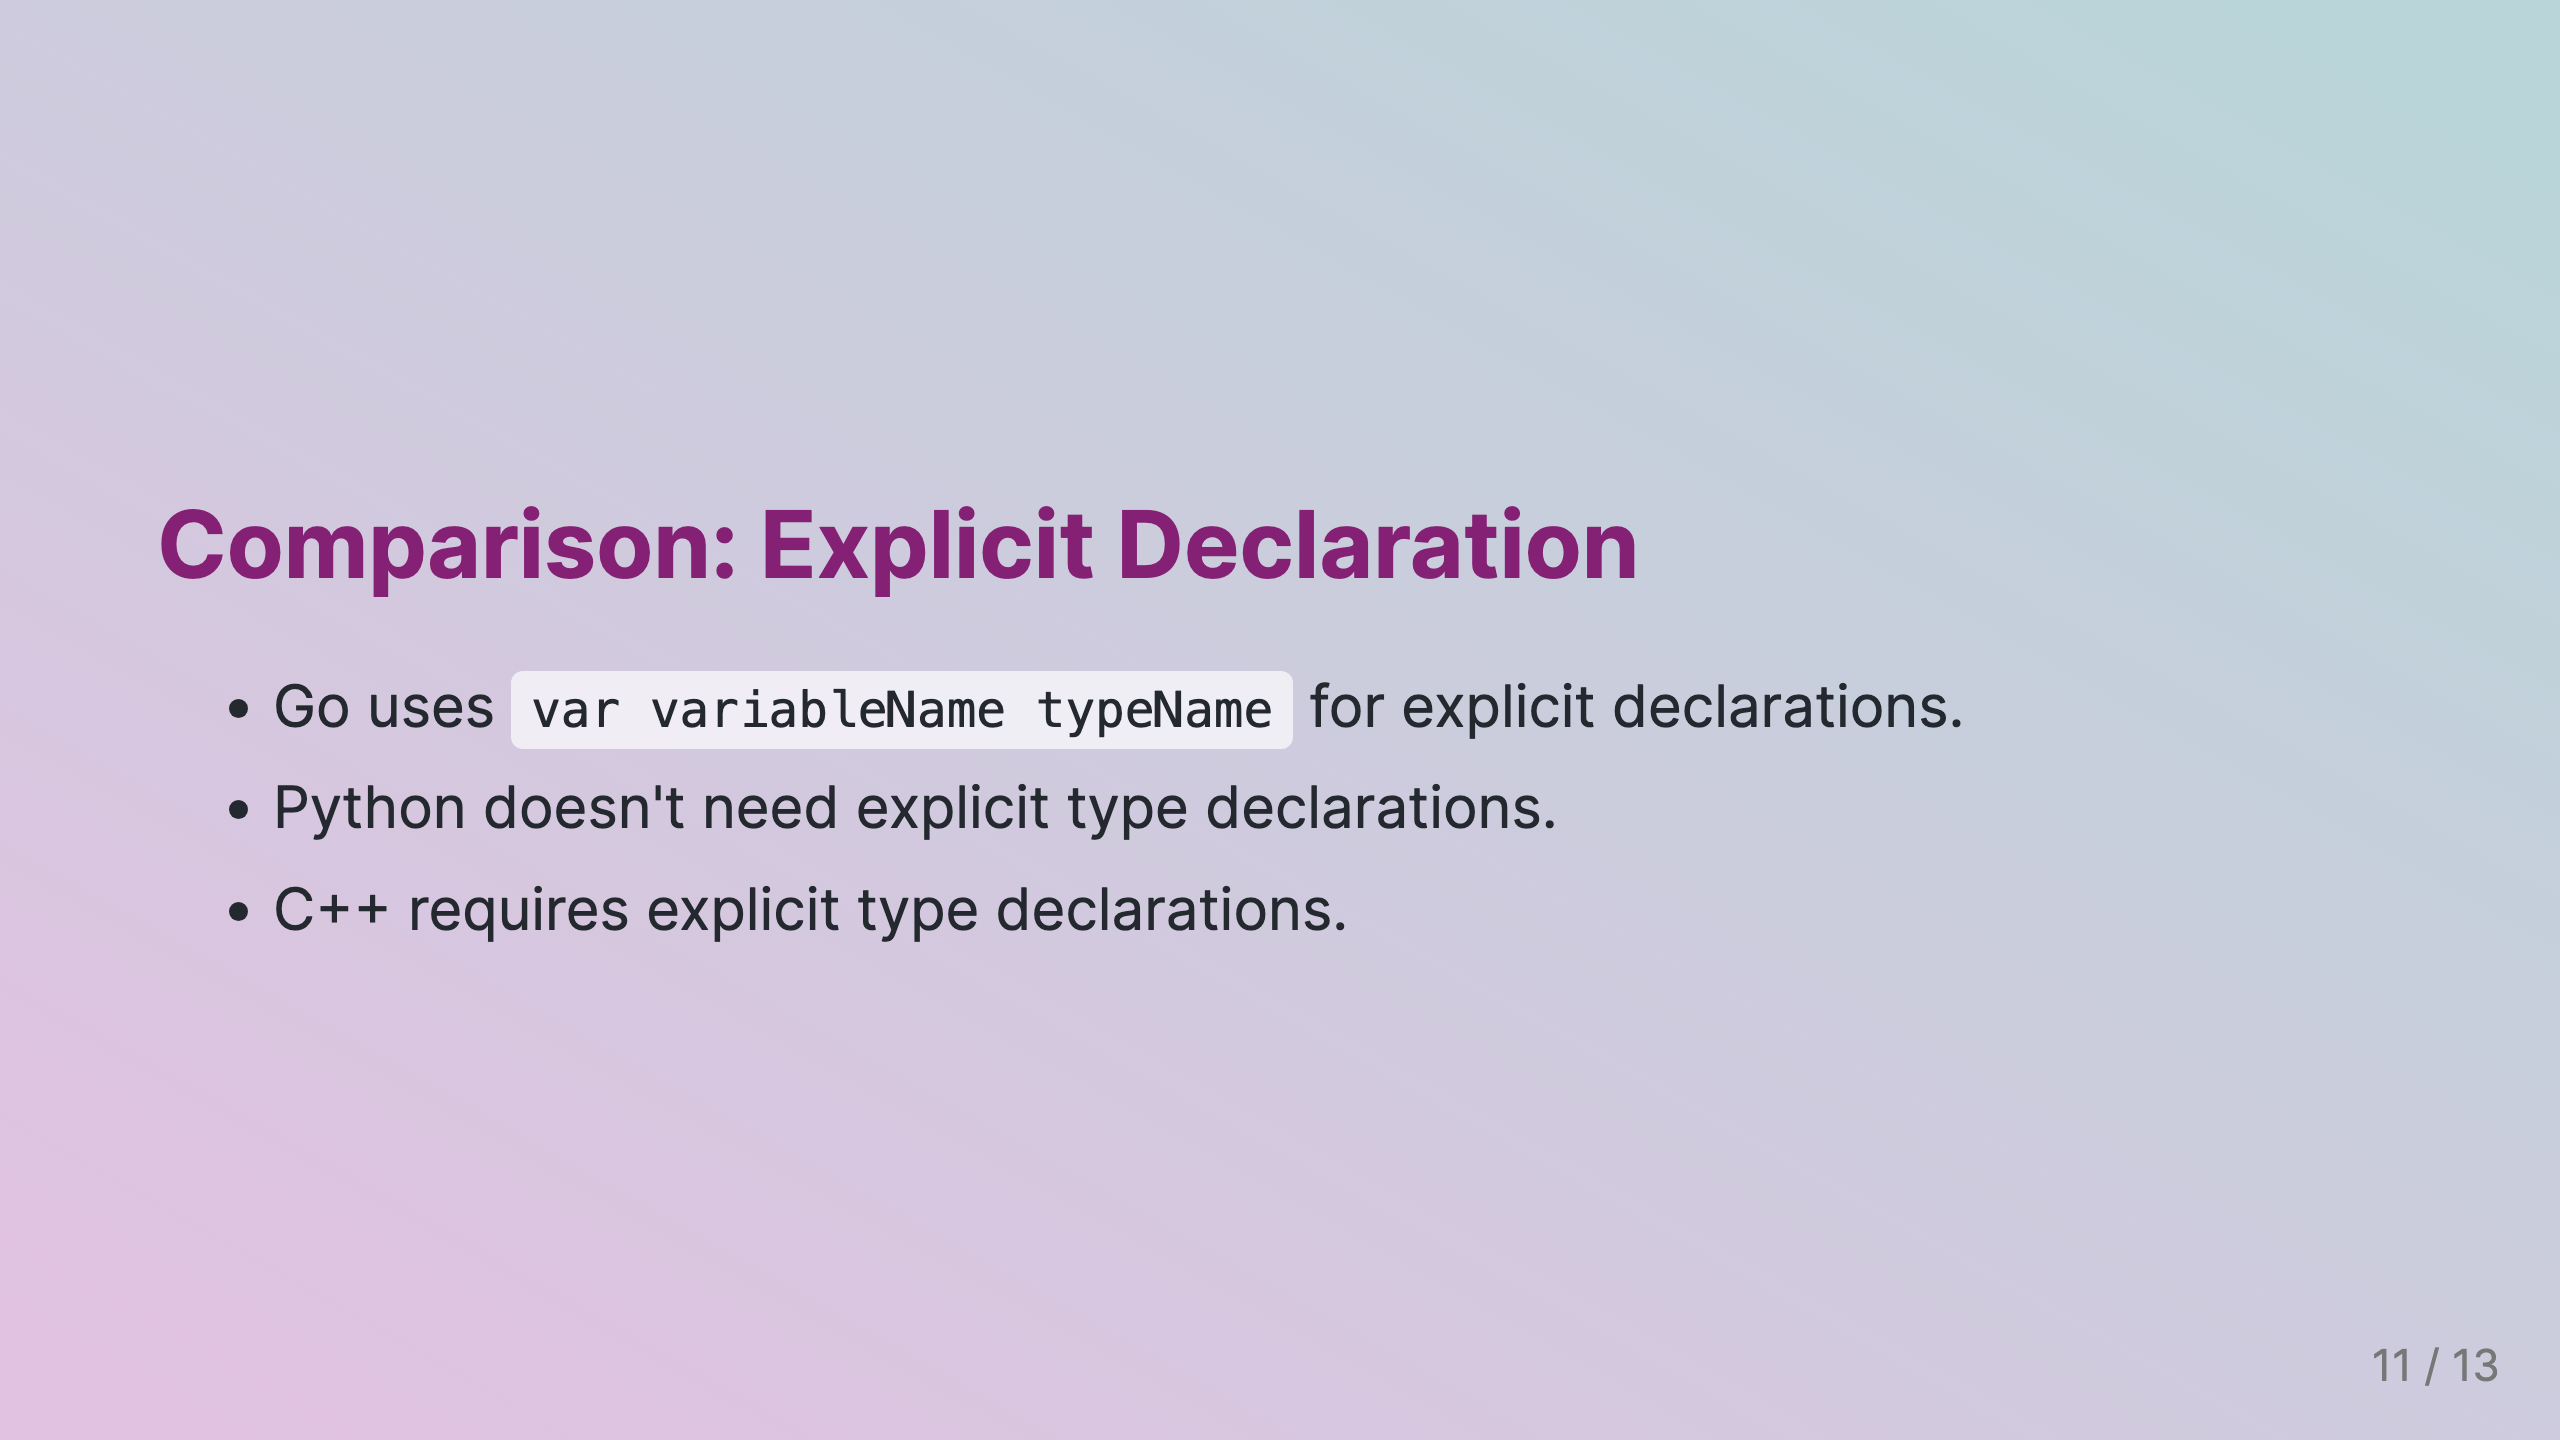 Comparison: Explicit Declaration
• Go uses var variableName typeName for explicit declarations.
• Python doesn't need explicit type declarations.
• C++ requires explicit type declarations.
11 / 13